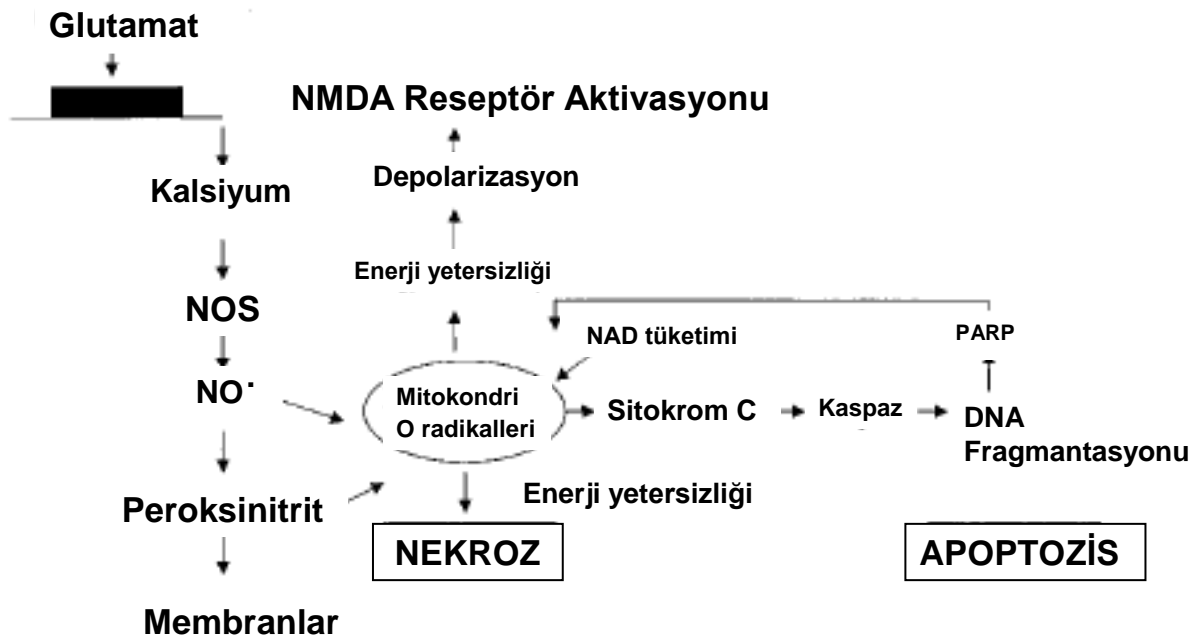 Glutamat
NMDA Reseptör Aktivasyonu
Depolarizasyon
Kalsiyum
Enerji yetersizliği
NOS
NAD tüketimi
PARP
NO·
Mitokondri
O radikalleri
Sitokrom C
Kaspaz
DNA
Fragmantasyonu
Peroksinitrit
Enerji yetersizliği
NEKROZ
APOPTOZİS
Membranlar